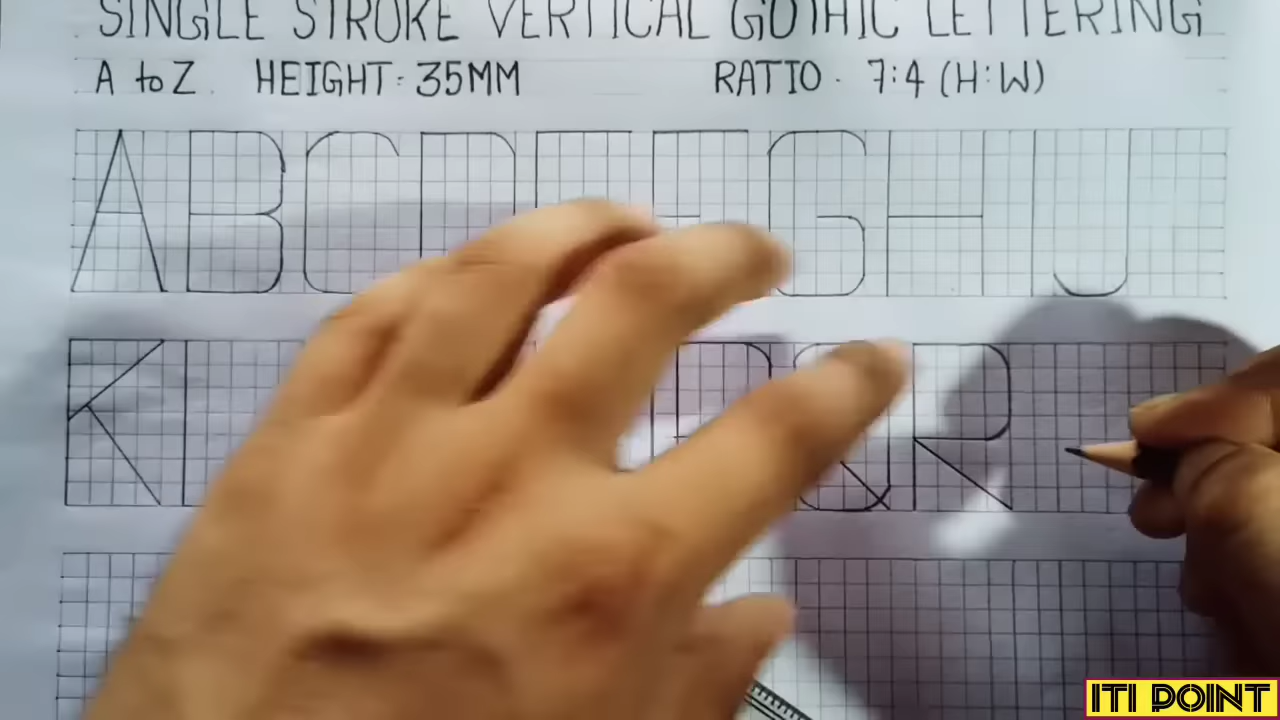 SINGLE STROKE VERTICAL GOTHIC LETTERING
A to Z. HEIGHT: 35MM RATIO - 7:4 (H:W)
A B C D E F G H I J
K L P Q R
ITI POINT